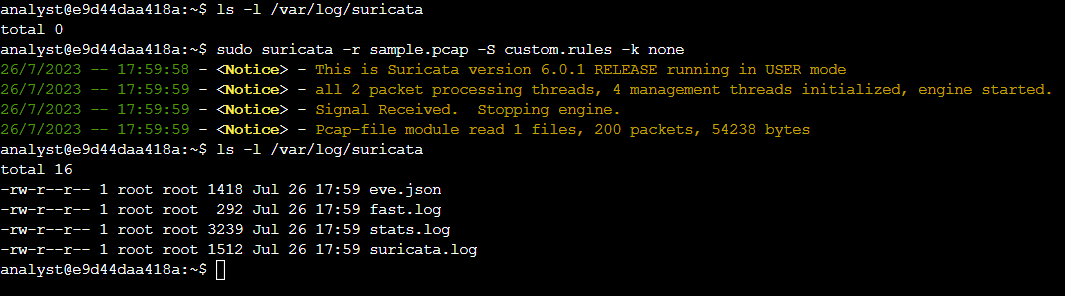 analyst@e9d44daa418a:~$ ls -l /var/log/suricata
total 0
analyst@e9d44daa418a:~$ sudo suricata -r sample.pcap -S custom.rules -k none
26/7/2023 -- 17:59:58 - <Notice> - This is Suricata version 6.0.1 RELEASE running in USER mode
26/7/2023 -- 17:59:59 - <Notice> - all 2 packet processing threads, 4 management threads initialized, engine started.
26/7/2023 -- 17:59:59 - <Notice> - Signal Received.  Stopping engine.
26/7/2023 -- 17:59:59 - <Notice> - Pcap-file module read 1 files, 200 packets, 54238 bytes
analyst@e9d44daa418a:~$ ls -l /var/log/suricata
total 16
-rw-r--r-- 1 root root 1418 Jul 26 17:59 eve.json
-rw-r--r-- 1 root root  292 Jul 26 17:59 fast.log
-rw-r--r-- 1 root root 3239 Jul 26 17:59 stats.log
-rw-r--r-- 1 root root 1512 Jul 26 17:59 suricata.log
analyst@e9d44daa418a:~$